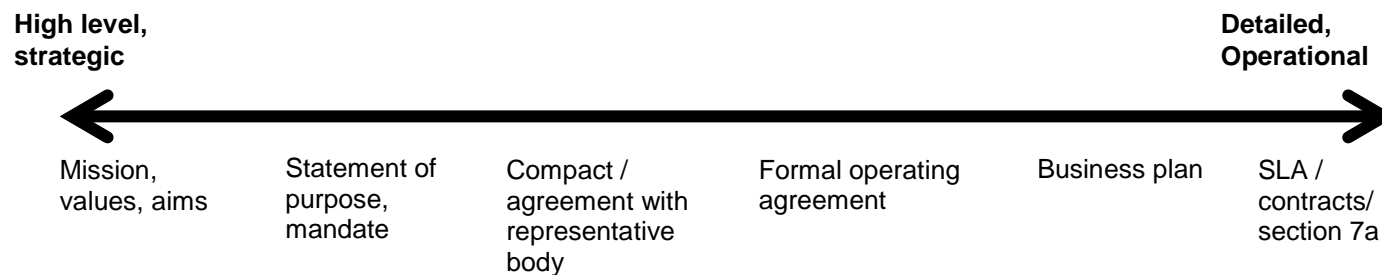 High level,
strategic
Detailed,
Operational
Mission,
values, aims
Statement of
purpose,
mandate
Compact /
agreement with
representative
body
Formal operating
agreement
Business plan
SLA /
contracts/
section 7a